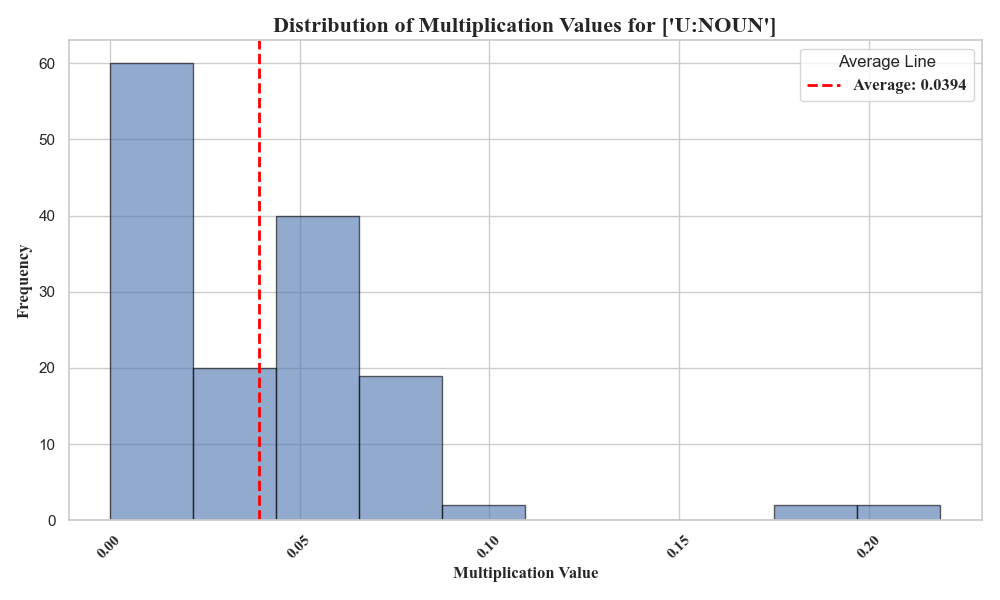 Distribution of Multiplication Values for ['U:NOUN']
Average Line
Average: 0.0394
Frequency
60
50
40
30
20
10
0
0.00
0.05
0.10
0.15
0.20
Multiplication Value